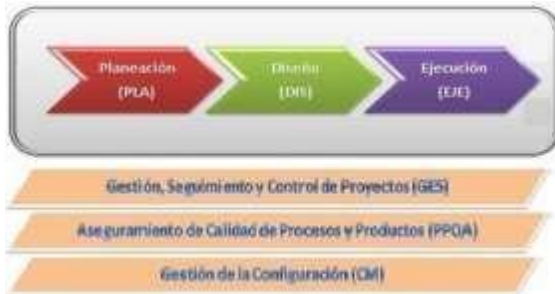 Planeación
(PLA)
Diseño
(DIS)
Ejecución
(EJE)
Gestión, Seguimiento y Control de Proyectos (GES)
Aseguramiento de Calidad de Procesos y Productos (PPQA)
Gestión de la Configuración (CM)